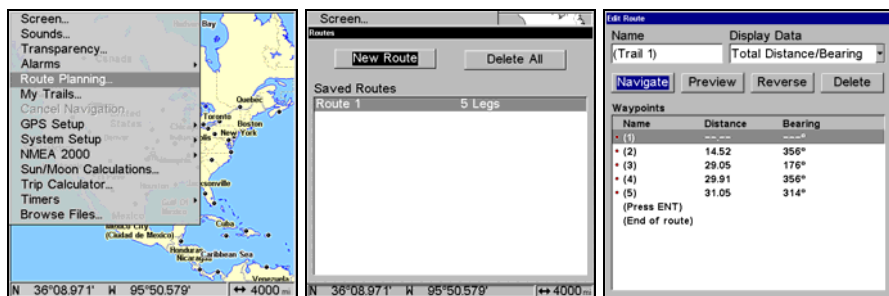 Screen...
Sounds...
Transparency...
Alarms
Route Planning...
My Trails...
Cancel Navigation
GPS Setup
System Setup
NMEA 2000
Sun/Moon Calculations...
Trip Calculator...
Timers
Browse Files...
Bay
Canada
Quebec
Toronto
Boston
New York
States
Mexico
Mexico City
(Ciudad de Mexico)
Cuba
Honduras
Nicaragua
Caribbean Sea
Venezuela
N 36°08.971' W 95°50.579' ↔ 4000 mi
Screen...
Routes
New Route Delete All
Saved Routes
Route 1 5 Legs
N 36°08.971' W 95°50.579' ↔ 4000 mi
Edit Route
Name Display Data
(Trail 1) Total Distance/Bearing
Navigate Preview Reverse Delete
Waypoints
Name Distance Bearing
(1) --.-- ---°
(2) 14.52 356°
(3) 29.05 176°
(4) 29.91 356°
(5) 31.05 314°
(Press ENT)
(End of route)